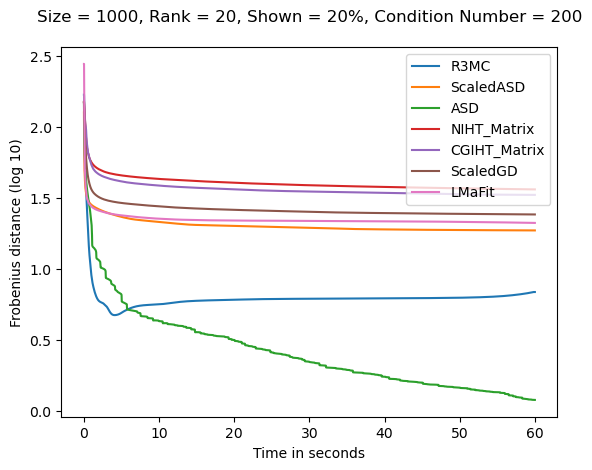 Size = 1000, Rank = 20, Shown = 20%, Condition Number = 200
2.5
2.0
1.5
1.0
0.5
0.0
Frobenius distance (log 10)
R3MC
ScaledASD
ASD
NIHT_Matrix
CGIHT_Matrix
ScaledGD
LMaFit
0 10 20 30 40 50 60
Time in seconds